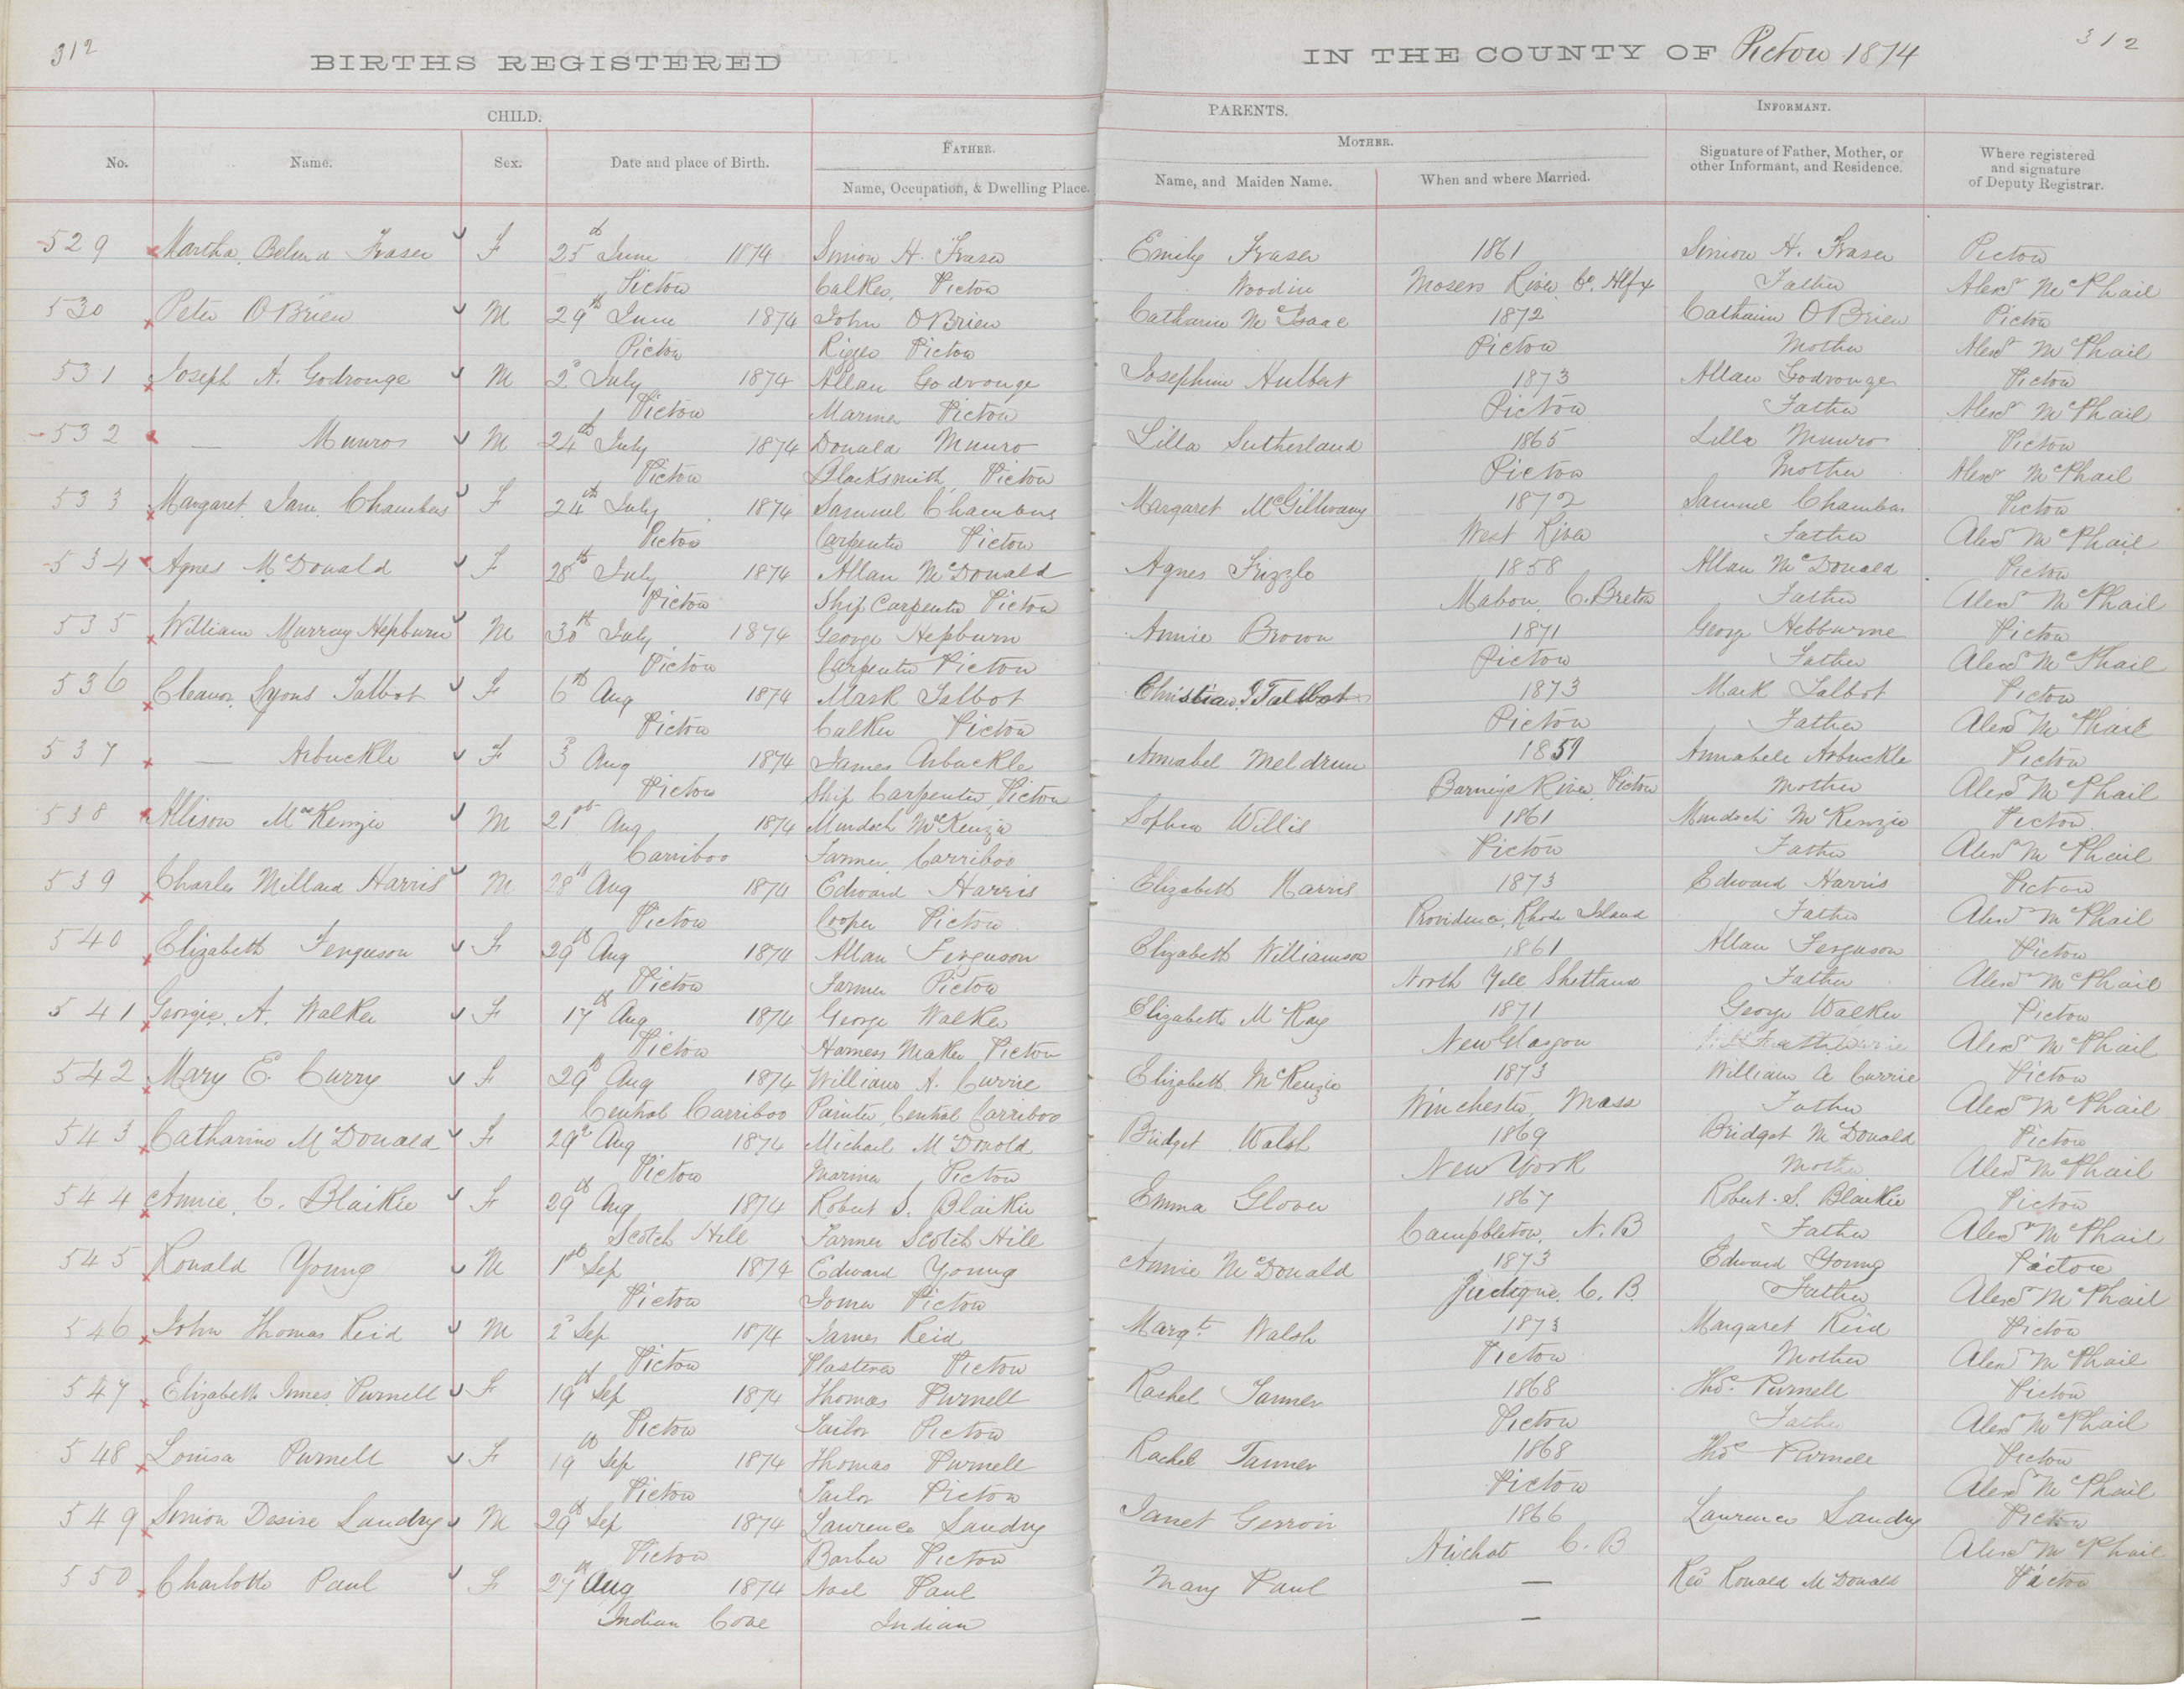 312
BIRTHS REGISTERED
IN THE COUNTY OF Pictou 1874
312
CHILD.
PARENTS.
INFORMANT.
No.
Name.
Sex.
Date and place of Birth.
FATHER.
Name, Occupation, & Dwelling Place.
MOTHER.
Name, and Maiden Name.
When and where Married.
Signature of Father, Mother, or other Informant, and Residence.
Where registered and signature of Deputy Registrar.
529 Martha Belina Fraser F 25th June 1874 Simon H. Fraser Emily Fraser 1861 Simon H. Fraser Pictou
Pictou Calker, Pictou Woodin Mosers River Co. Hlfx Father Alexr McPhail
530 Peter OBrien M 29th June 1874 John OBrien Catharine McIsaac 1872 Catharin OBrien Pictou
Pictou Rigger Pictou Pictou Mother Alexr McPhail
531 Joseph A. Godronge M 2d July 1874 Allan Godronge Josephine Hulbert 1873 Allan Godronge Pictou
Pictou Mariner Pictou Pictou Father Alexr McPhail
532 — Munros M 24th July 1874 Donald Munro Lilla Sutherland 1865 Lilla Munro Pictou
Pictou Blacksmith, Pictou Pictou Mother Alexr McPhail
533 Margaret Jane Chambers F 24th July 1874 Samuel Chambers Margaret McGillivary 1872 Samuel Chambers Pictou
Pictou Carpenter Pictou West River Father Alexr McPhail
534 Agnes McDonald F 28th July 1874 Allan McDonald Agnes Frizzle 1858 Allan McDonald Pictou
Pictou Ship Carpenter Pictou Mabou, C. Breton Father Alexr McPhail
535 William Murray Hepburn M 30th July 1874 George Hepburn Annie Brown 1871 George Hebburne Pictou
Pictou Carpenter Pictou Pictou Father Alexr McPhail
536 Eleanor Lyons Talbot F 6th Aug 1874 Mark Talbot Christian J Tallbot 1873 Mark Talbot Pictou
Pictou Calker Pictou Pictou Father Alexr McPhail
537 — Arbuckle F 3 Aug 1874 James Arbuckle Annabel Meldrum 1859 Annabele Arbuckle Pictou
Pictou Ship Carpenter, Pictou Barneys River Pictou Mother Alexr McPhail
538 Allison MacKenzie M 21st Aug 1874 Murdoch McKenzie Sophia Willis 1861 Murdoch McKenzie Pictou
Carriboo Farmer, Carriboo Pictou Father Alexr McPhail
539 Charles Millard Harris M 28th Aug 1874 Edward Harris Elizabeth Harris 1873 Edward Harris Pictou
Pictou Cooper Pictou Providence, Rhode Island Father Alexr McPhail
540 Elizabeth Ferguson F 29th Aug 1874 Allan Ferguson Elizabeth Williamson 1861 Allan Ferguson Pictou
Pictou Farmer Pictou North Yell Shetland Father Alexr McPhail
541 Georgie. A. Walker F 17th Aug 1874 George Walker Elizabeth McKay 1871 George Walker Pictou
Pictou Harness Maker Pictou New Glasgow Father Alexr McPhail
542 Mary E. Curry F 29th Aug 1874 William A. Currie Elizabeth McKenzie 1873 William A Currie Pictou
Central Carriboo Painter, Central Carriboo Winchester, Mass Father Alexr McPhail
543 Catharine McDonald F 29th Aug 1874 Michael McDonold Bridget Walsh 1869 Bridget McDonald Pictou
Pictou Mariner Pictou New York Mother Alexr McPhail
544 Annie. C. Blaikie F 29th Aug 1874 Robert S. Blaikie Emma Glover 1867 Robert. S. Blaikie Pictou
Scotch Hill Farmer Scotch Hill Campbleton, N.B Father Alexr McPhail
545 Ronald Young M 1st Sep 1874 Edward Young Annie McDonald 1873 Edward Young Pictou
Pictou Pictou Judique, C. B. Father Alexr McPhail
546 John Thomas Reid M 2d Sep 1874 James Reid Margt. Walsh 1873 Margaret Reid Pictou
Pictou Plasterer Pictou Pictou Mother Alexr McPhail
547 Elizabeth Innes Purnell F 19th Sep 1874 Thomas Purnell Rachel Tanner 1868 Thos. Purnell Pictou
Pictou Tailor Pictou Pictou Father Alexr McPhail
548 Louisa Purnell F 19th Sep 1874 Thomas Purnell Rachel Tanner 1868 Thos Purnell Pictou
Pictou Tailor Pictou Pictou Alexr McPhail
549 Simon Desire Landry M 29th Sep 1874 Lawrence Landry Janet Gerroir 1866 Laurence Landry Pictou
Pictou Barber Pictou Arichat C. B Alexr McPhail
550 Charlotte Paul F 27th Aug 1874 Noel Paul Mary Paul — Rev Ronald McDonald Pictou
Indian Cove Indian —